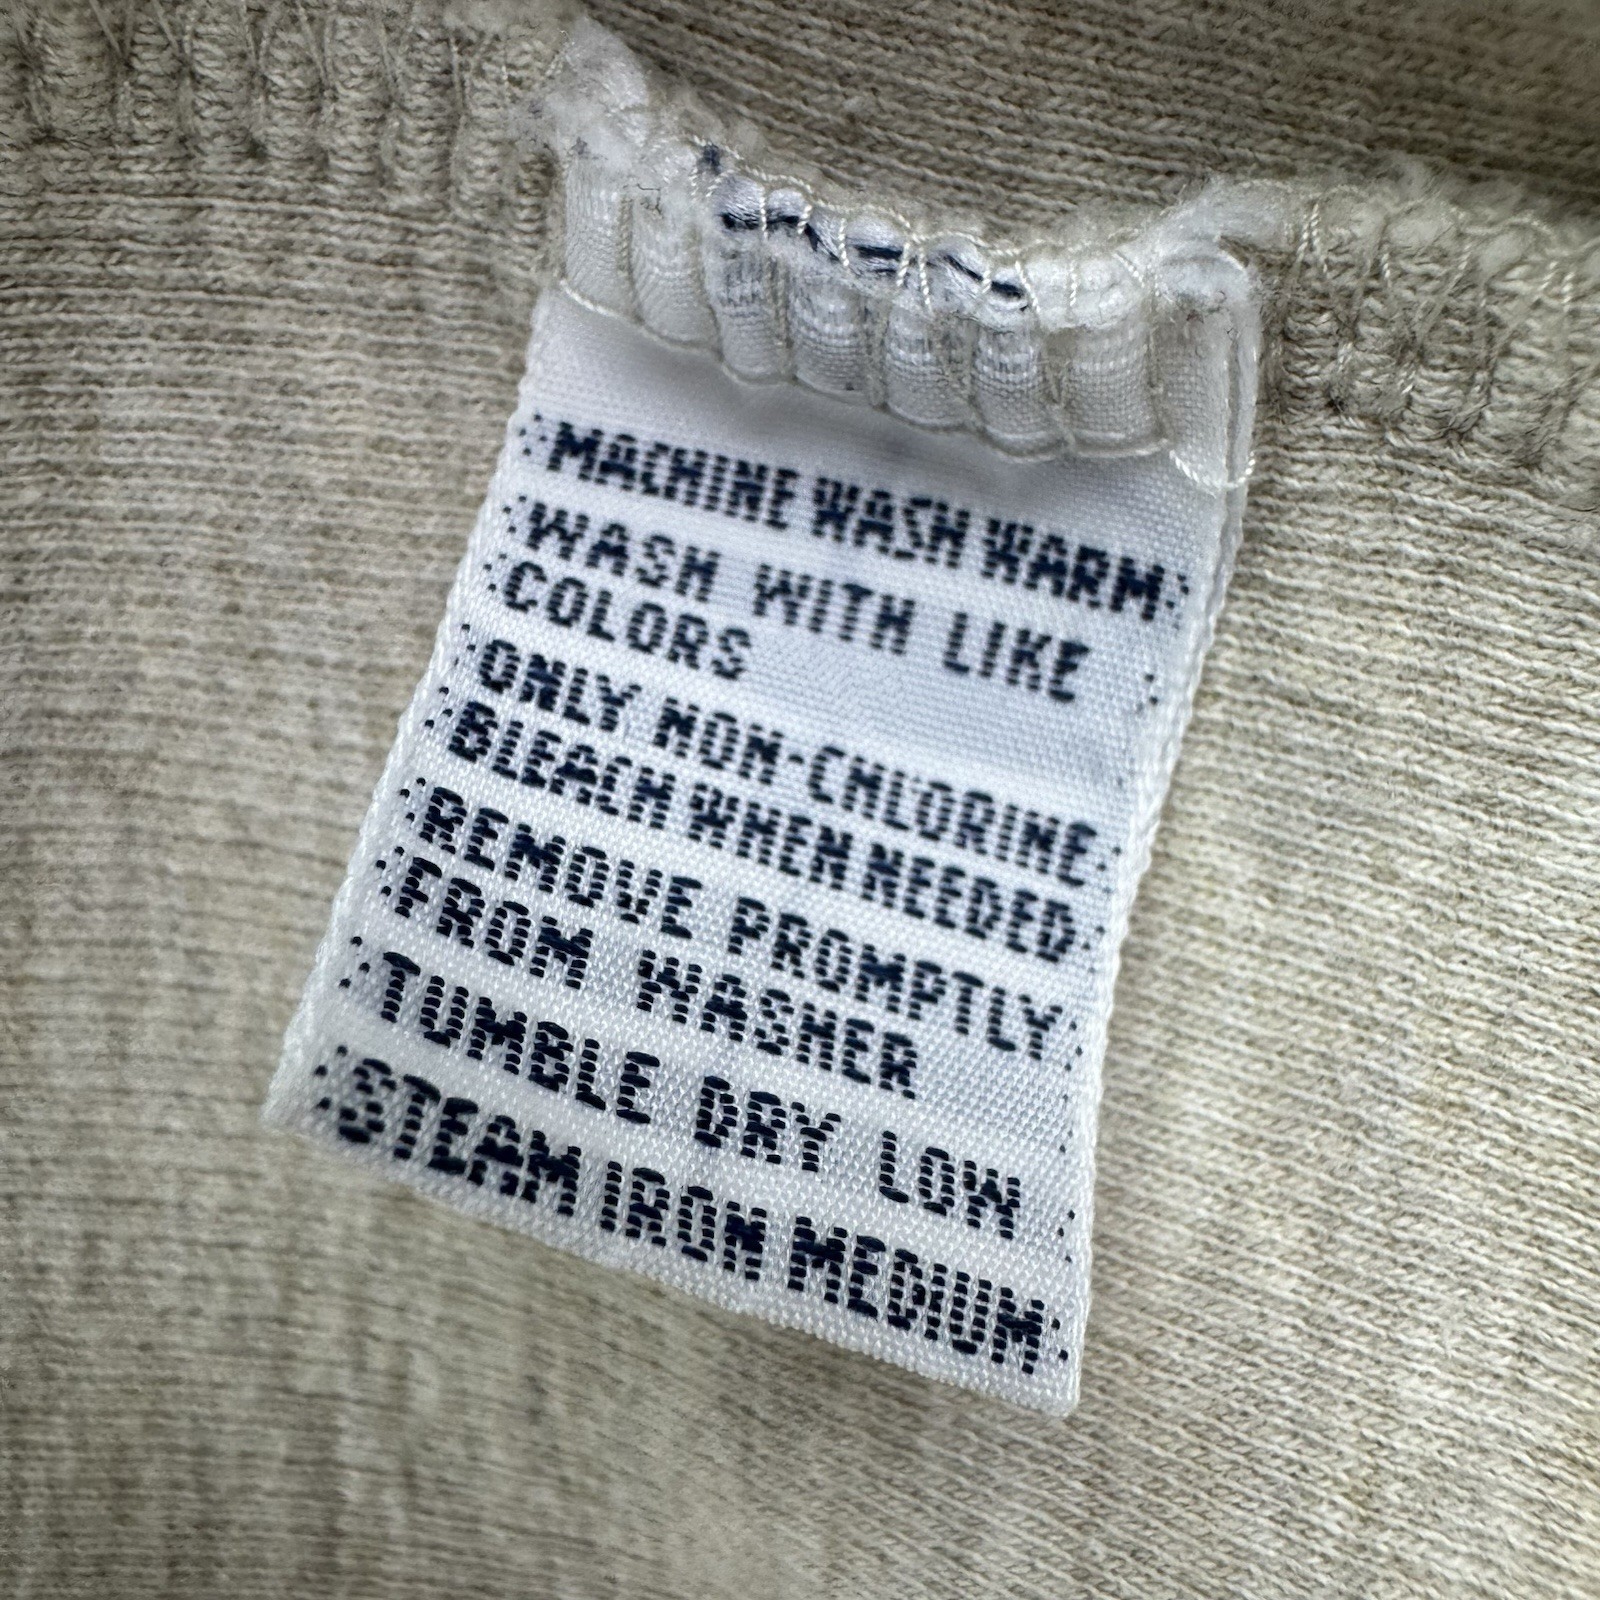 MACHINE WASH WARM
WASH WITH LIKE
COLORS
ONLY NON-CHLORINE
BLEACH WHEN NEEDED
REMOVE PROMPTLY
FROM WASHER
TUMBLE DRY LOW
STEAM IRON MEDIUM